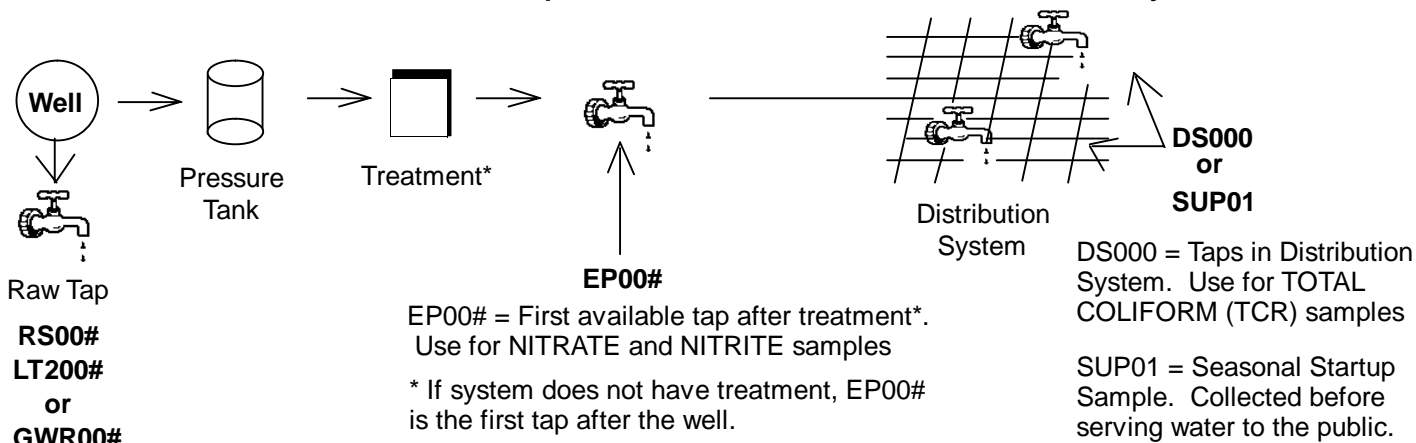 Well
Pressure
Tank
Treatment*
Raw Tap
RS00#
LT200#
or
GWR00#
EP00#
EP00# = First available tap after treatment*.
Use for NITRATE and NITRITE samples
* If system does not have treatment, EP00#
is the first tap after the well.
Distribution
System
DS000
or
SUP01
DS000 = Taps in Distribution
System. Use for TOTAL
COLIFORM (TCR) samples
SUP01 = Seasonal Startup
Sample. Collected before
serving water to the public.